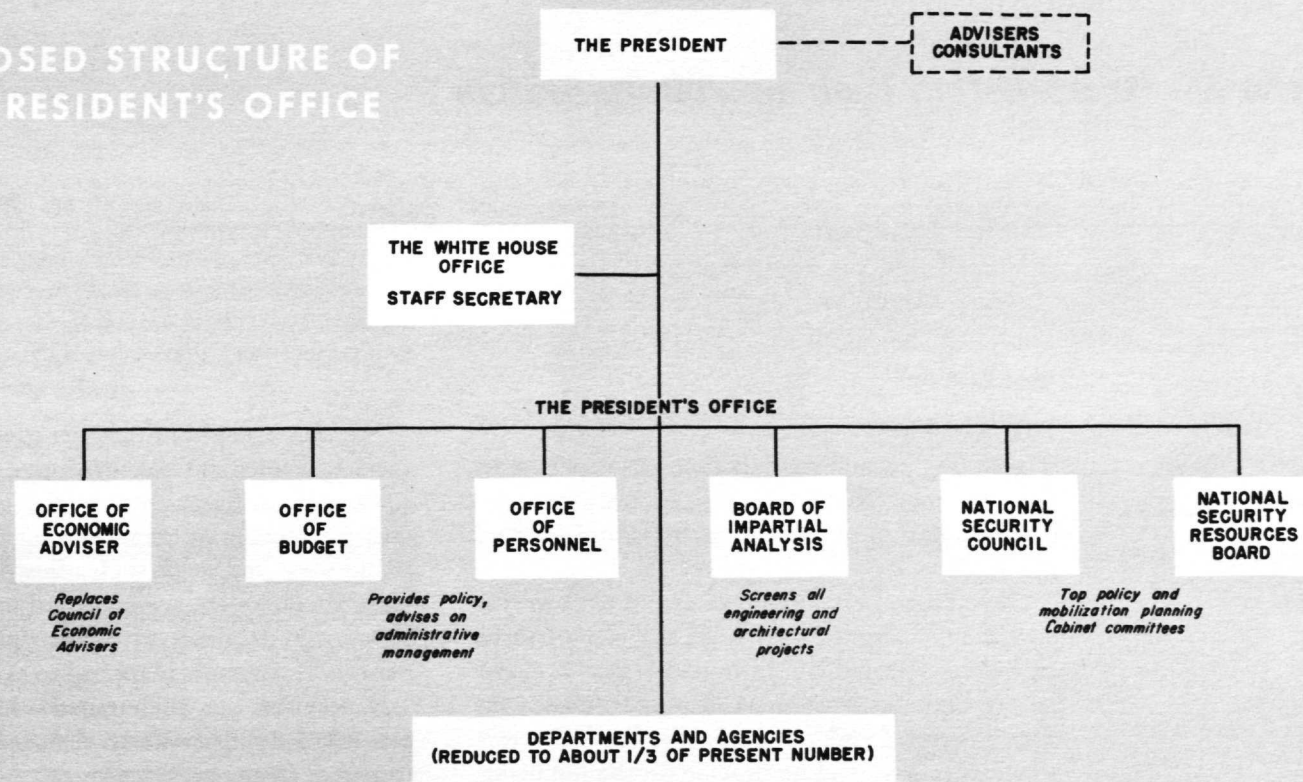 OSED STRUCTURE OF
RESIDENT'S OFFICE
THE PRESIDENT
ADVISERS
CONSULTANTS
THE WHITE HOUSE
OFFICE
STAFF SECRETARY
THE PRESIDENT'S OFFICE
OFFICE OF
ECONOMIC
ADVISER
OFFICE
OF
BUDGET
OFFICE
OF
PERSONNEL
BOARD OF
IMPARTIAL
ANALYSIS
NATIONAL
SECURITY
COUNCIL
NATIONAL
SECURITY
RESOURCES
BOARD
Replaces
Council of
Economic
Advisers
Provides policy,
advises on
administrative
management
Screens all
engineering and
architectural
projects
Top policy and
mobilization planning
Cabinet committees
DEPARTMENTS AND AGENCIES
(REDUCED TO ABOUT 1/3 OF PRESENT NUMBER)